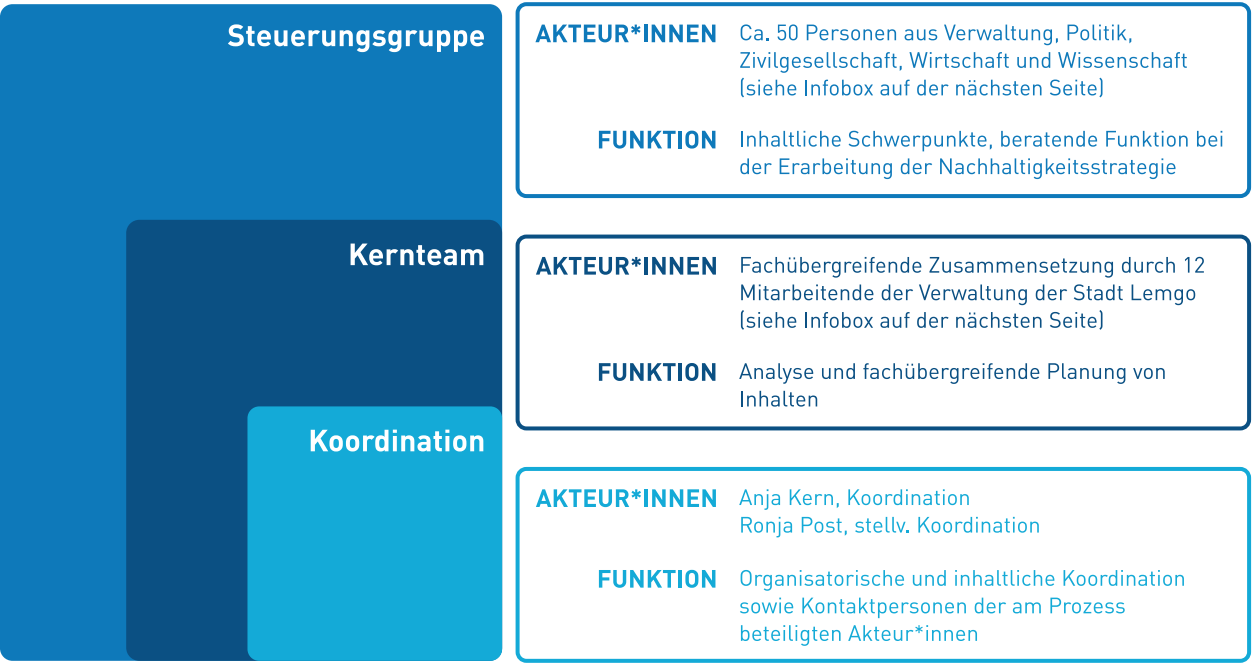 Steuerungsgruppe
AKTEUR*INNEN Ca. 50 Personen aus Verwaltung, Politik,
Zivilgesellschaft, Wirtschaft und Wissenschaft
(siehe Infobox auf der nächsten Seite)
FUNKTION Inhaltliche Schwerpunkte, beratende Funktion bei
der Erarbeitung der Nachhaltigkeitsstrategie
Kernteam
AKTEUR*INNEN Fachübergreifende Zusammensetzung durch 12
Mitarbeitende der Verwaltung der Stadt Lemgo
(siehe Infobox auf der nächsten Seite)
FUNKTION Analyse und fachübergreifende Planung von
Inhalten
Koordination
AKTEUR*INNEN Anja Kern, Koordination
Ronja Post, stellv. Koordination
FUNKTION Organisatorische und inhaltliche Koordination
sowie Kontaktpersonen der am Prozess
beteiligten Akteur*innen